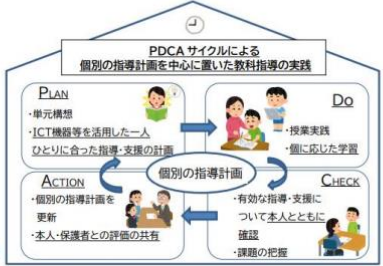 PDCAサイクルによる
個別の指導計画を中心に置いた教科指導の実践
PLAN
・単元構想
・ICT機器等を活用した一人
ひとりに合った指導・支援の計画
DO
・授業実践
・個に応じた学習
個別の指導計画
ACTION
・個別の指導計画を
更新
・本人・保護者との評価の共有
CHECK
・有効な指導・支援に
ついて本人とともに
確認
・課題の把握